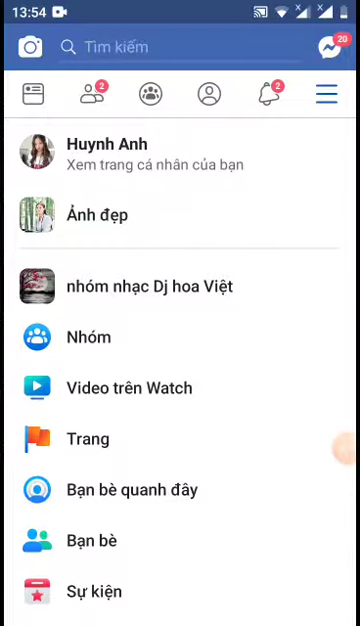 13:54
Tìm kiếm
20
2
2
Huynh Anh
Xem trang cá nhân của bạn
Ảnh đẹp
nhóm nhạc Dj hoa Việt
Nhóm
Video trên Watch
Trang
Bạn bè quanh đây
Bạn bè
Sự kiện